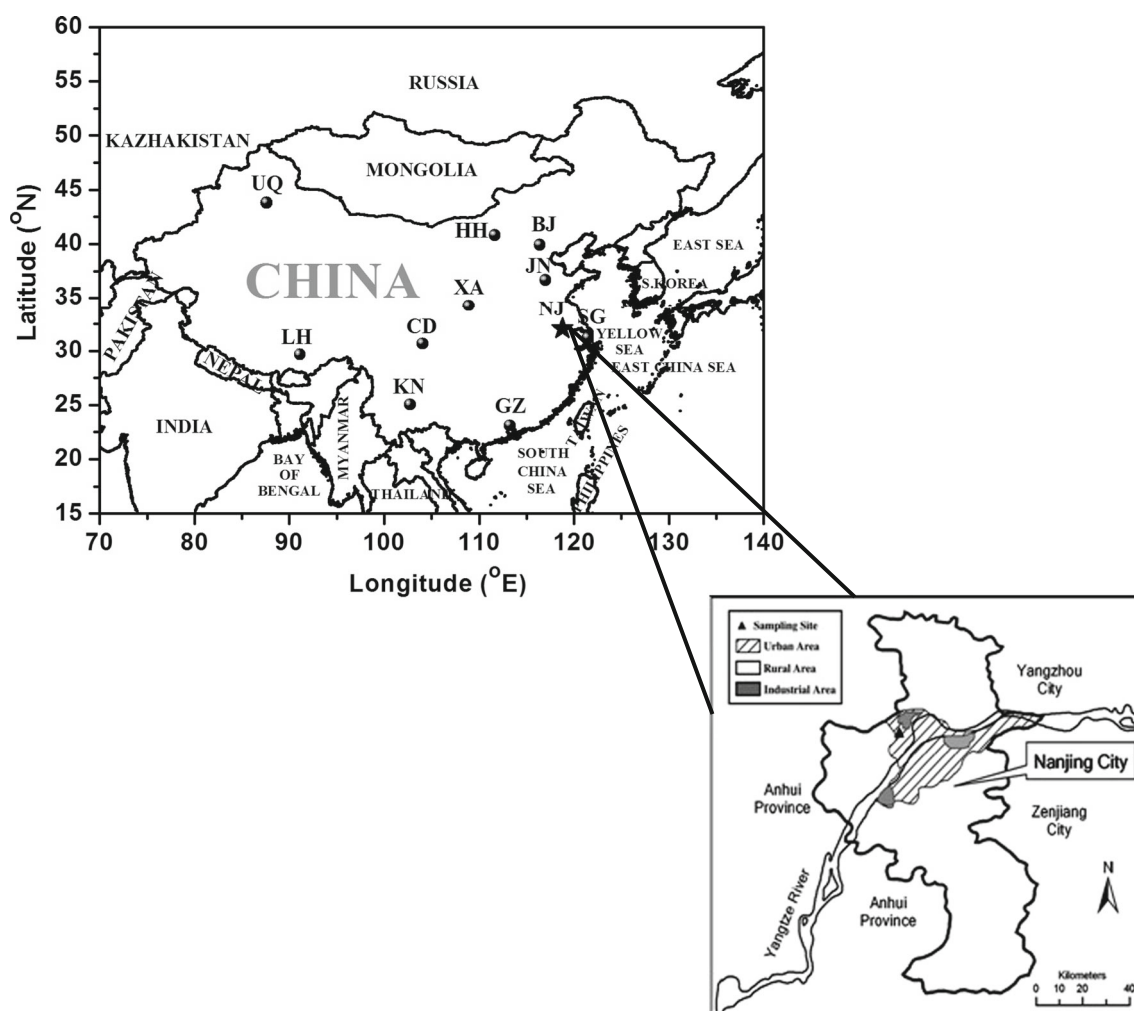 60
55
50
45
40
35
30
25
20
15
Latitude (°N)
70 80 90 100 110 120 130 140
Longitude (°E)
RUSSIA
KAZHAKISTAN
MONGOLIA
UQ
HH
BJ
EAST SEA
JN
CHINA
S.KOREA
XA
NJ
SG
PAKISTAN
LH
CD
YELLOW
SEA
NEPAL
EAST CHINA SEA
KN
GZ
INDIA
MYANMAR
BAY
OF
BENGAL
THAILAND
SOUTH
CHINA
SEA
PHILIPPINES
Sampling Site
Urban Area
Rural Area
Industrial Area
Yangzhou
City
Nanjing City
Anhui
Province
Zenjiang
City
Yangtze River
Anhui
Province
N
Kilometers
0 10 20 40